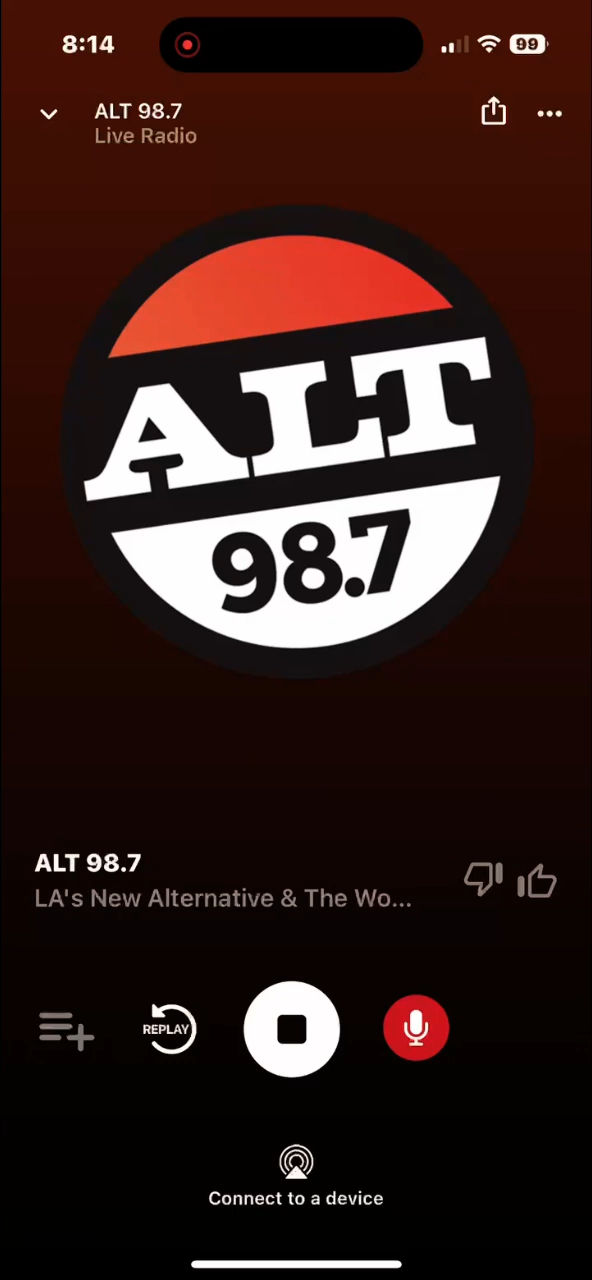 8:14
99
ALT 98.7
Live Radio
ALT
98.7
ALT 98.7
LA's New Alternative & The Wo...
REPLAY
Connect to a device